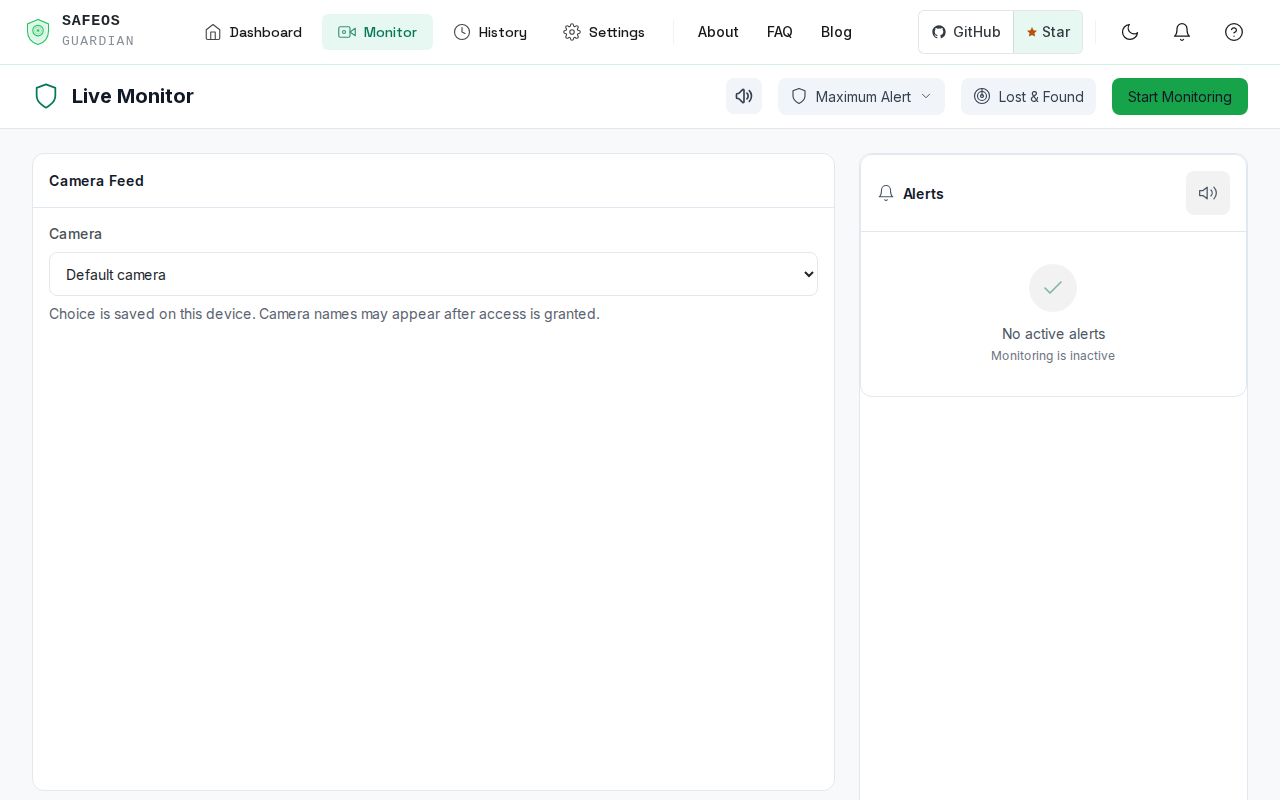 SAFEOS
GUARDIAN
Dashboard
Monitor
History
Settings
About
FAQ
Blog
GitHub
Star
Live Monitor
Maximum Alert
Lost & Found
Start Monitoring
Camera Feed
Camera
Default camera
Choice is saved on this device. Camera names may appear after access is granted.
Alerts
No active alerts
Monitoring is inactive